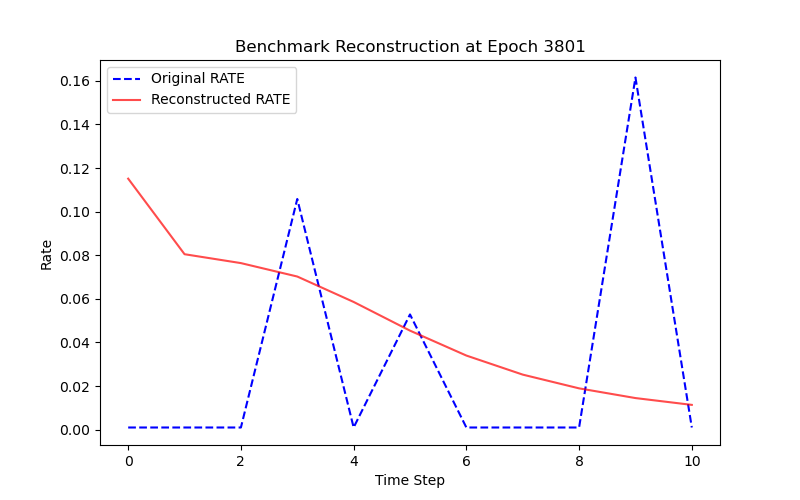 Benchmark Reconstruction at Epoch 3801
Original RATE
Reconstructed RATE
Rate
0.16
0.14
0.12
0.10
0.08
0.06
0.04
0.02
0.00
0 2 4 6 8 10
Time Step